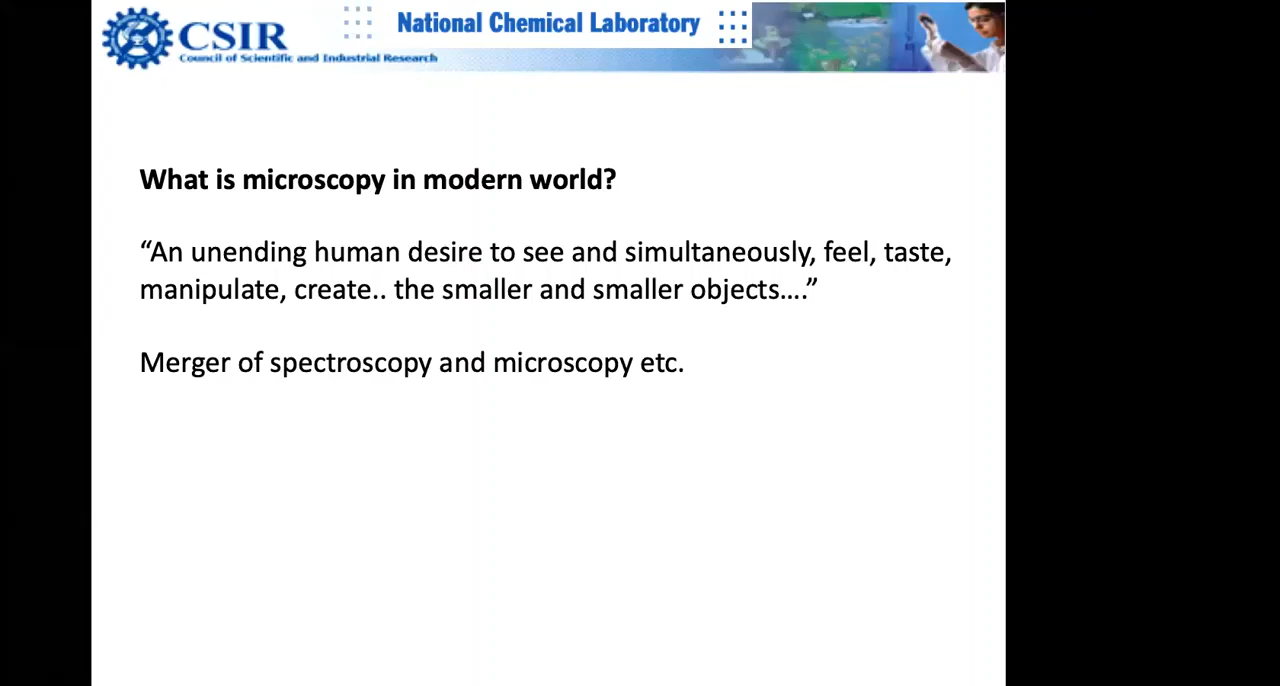 CSIR
Council of Scientific and Industrial Research
National Chemical Laboratory
What is microscopy in modern world?
“An unending human desire to see and simultaneously, feel, taste,
manipulate, create.. the smaller and smaller objects….”
Merger of spectroscopy and microscopy etc.